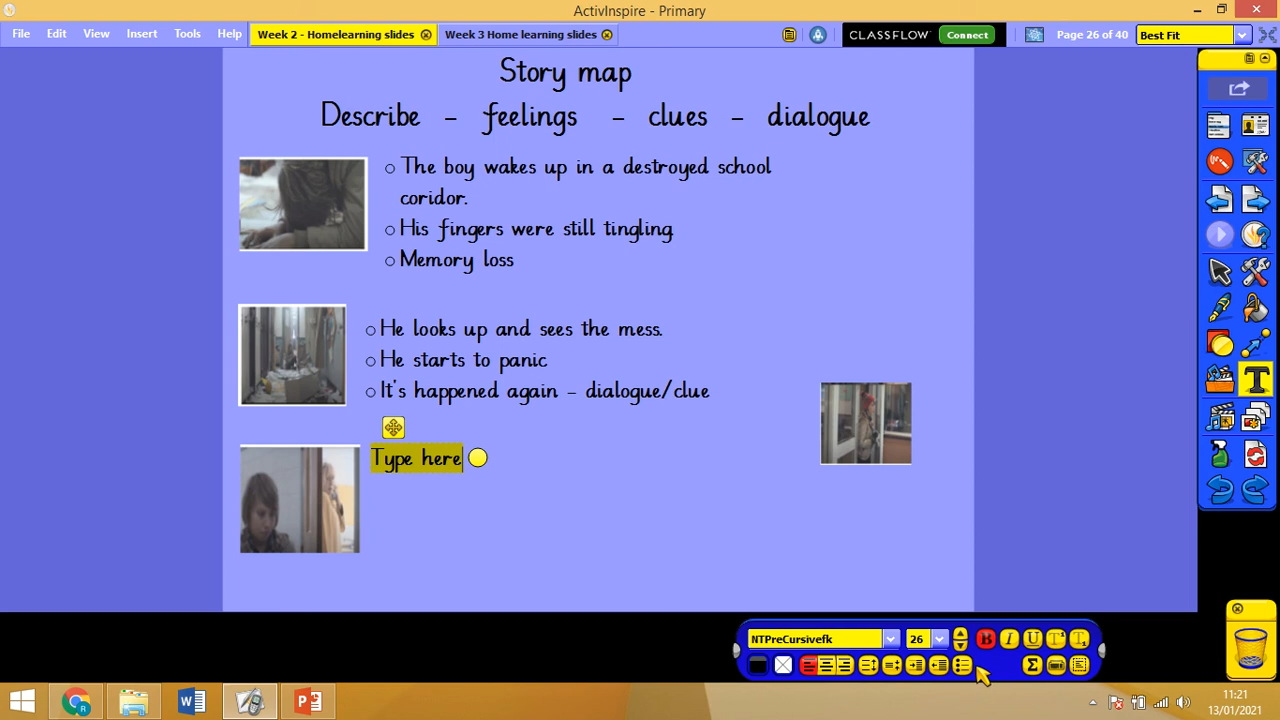 ActivInspire - Primary
File Edit View Insert Tools Help
Week 2 - Homelearning slides
Week 3 Home learning slides
CLASSFLOW Connect
Page 26 of 40
Best Fit
Story map
Describe - feelings - clues - dialogue
The boy wakes up in a destroyed school
coridor.
His fingers were still tingling
Memory loss
He looks up and sees the mess.
He starts to panic
It's happened again - dialogue/clue
Type here
NTPreCursivefk 26 B I U T T
11:21
13/01/2021